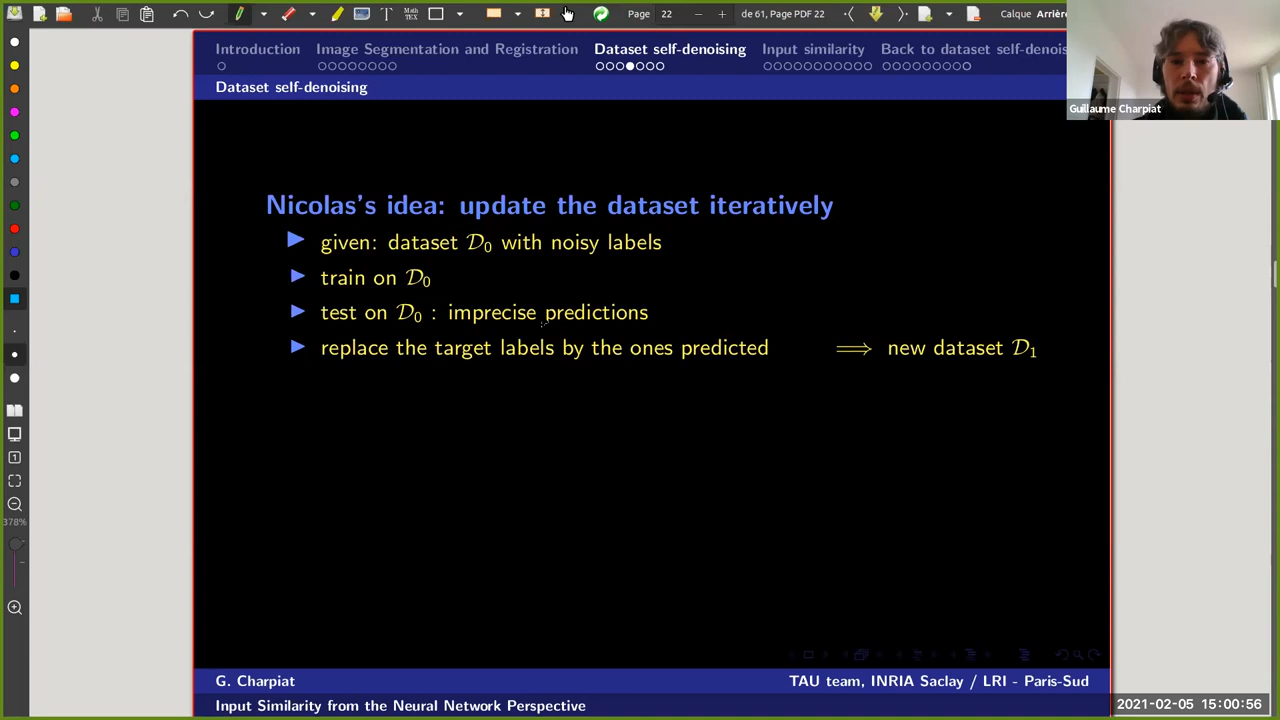 Page 22 de 61, Page PDF 22 Calque Arrière
Math TEX
Introduction Image Segmentation and Registration Dataset self-denoising Input similarity Back to dataset self-denois
Dataset self-denoising
Guillaume Charpiat
Nicolas's idea: update the dataset iteratively
given: dataset D0 with noisy labels
train on D0
test on D0 : imprecise predictions
replace the target labels by the ones predicted ⟹ new dataset D1
378%
G. Charpiat TAU team, INRIA Saclay / LRI - Paris-Sud
Input Similarity from the Neural Network Perspective
2021-02-05 15:00:56